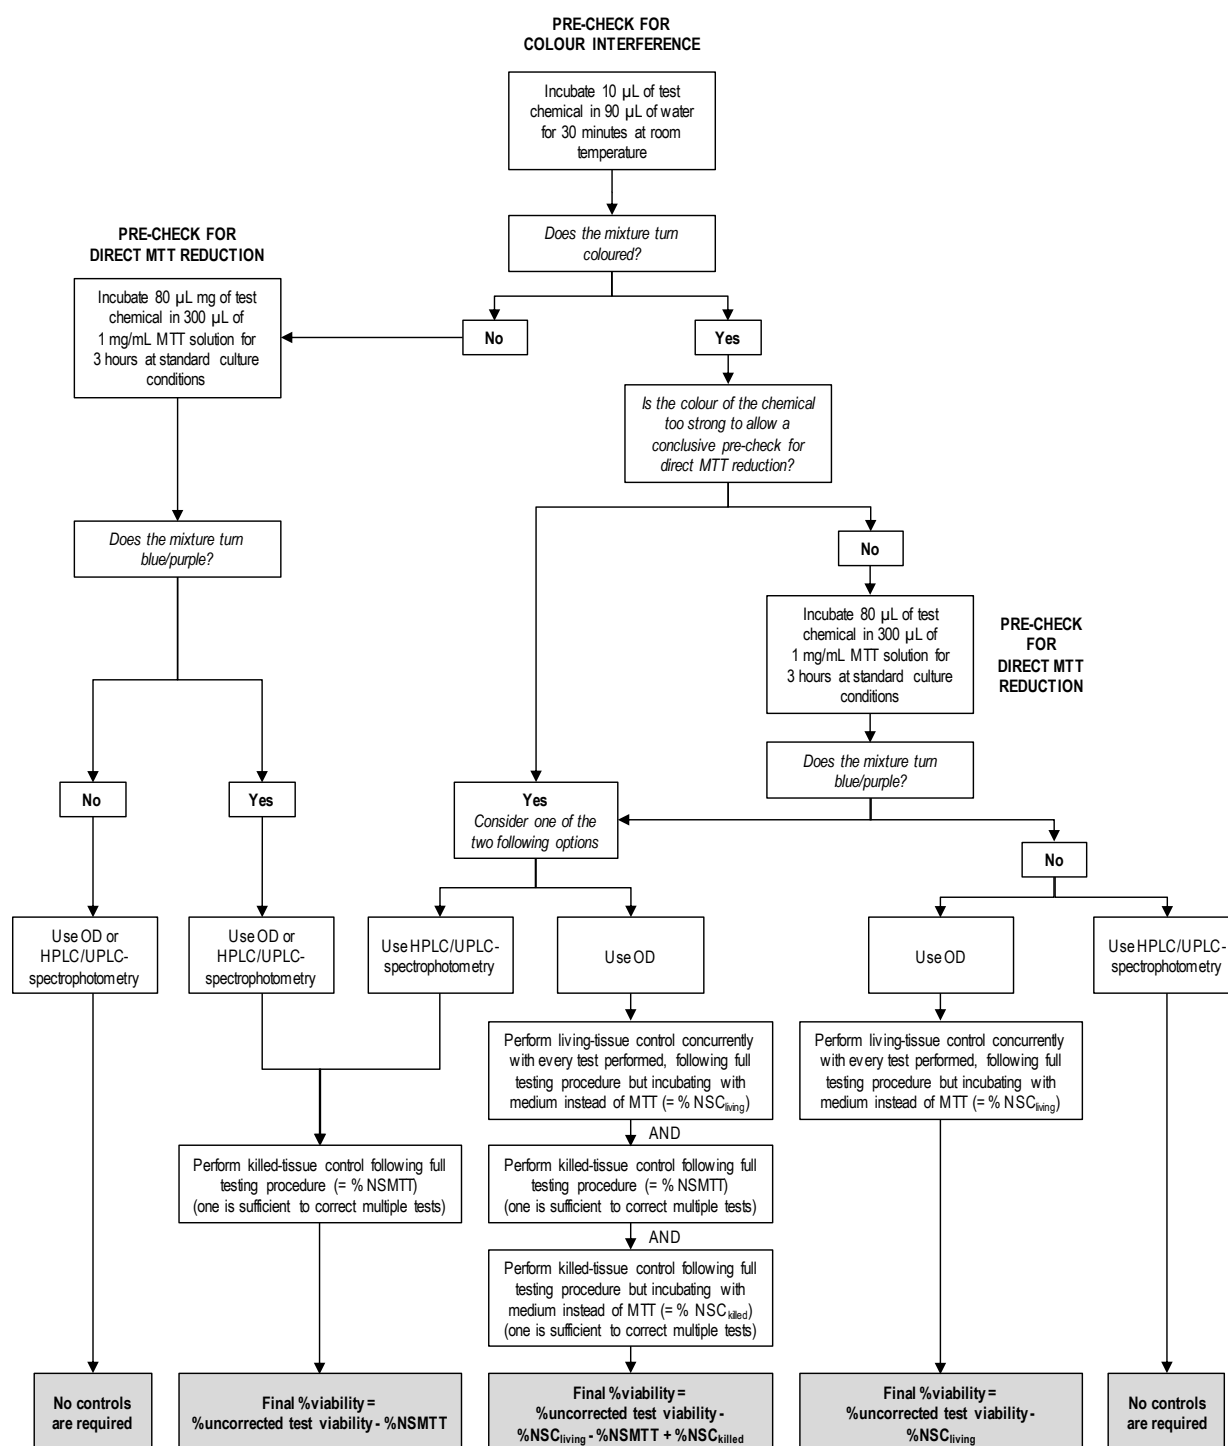 PRE-CHECK FOR
COLOUR INTERFERENCE
Incubate 10 µL of test
chemical in 90 µL of water
for 30 minutes at room
temperature
Does the mixture turn
coloured?
PRE-CHECK FOR
DIRECT MTT REDUCTION
Incubate 80 µL mg of test
chemical in 300 µL of
1 mg/mL MTT solution for
3 hours at standard culture
conditions
No
Yes
Is the colour of the chemical
too strong to allow a
conclusive pre-check for
direct MTT reduction?
Does the mixture turn
blue/purple?
No
Incubate 80 µL of test
chemical in 300 µL of
1 mg/mL MTT solution for
3 hours at standard culture
conditions
PRE-CHECK
FOR
DIRECT MTT
REDUCTION
Does the mixture turn
blue/purple?
No
Yes
Yes
Consider one of the
two following options
No
Use OD or
HPLC/UPLC-
spectrophotometry
Use OD or
HPLC/UPLC-
spectrophotometry
Use HPLC/UPLC-
spectrophotometry
Use OD
Use OD
Use HPLC/UPLC-
spectrophotometry
Perform living-tissue control concurrently
with every test performed, following full
testing procedure but incubating with
medium instead of MTT (= % NSCliving)
Perform living-tissue control concurrently
with every test performed, following full
testing procedure but incubating with
medium instead of MTT (= % NSCliving)
AND
Perform killed-tissue control following full
testing procedure (= % NSMTT)
(one is sufficient to correct multiple tests)
Perform killed-tissue control following full
testing procedure (= % NSMTT)
(one is sufficient to correct multiple tests)
AND
Perform killed-tissue control following full
testing procedure but incubating with
medium instead of MTT (= % NSCkilled)
(one is sufficient to correct multiple tests)
No controls
are required
Final %viability =
%uncorrected test viability - %NSMTT
Final %viability =
%uncorrected test viability -
%NSCliving - %NSMTT + %NSCkilled
Final %viability =
%uncorrected test viability-
%NSCliving
No controls
are required